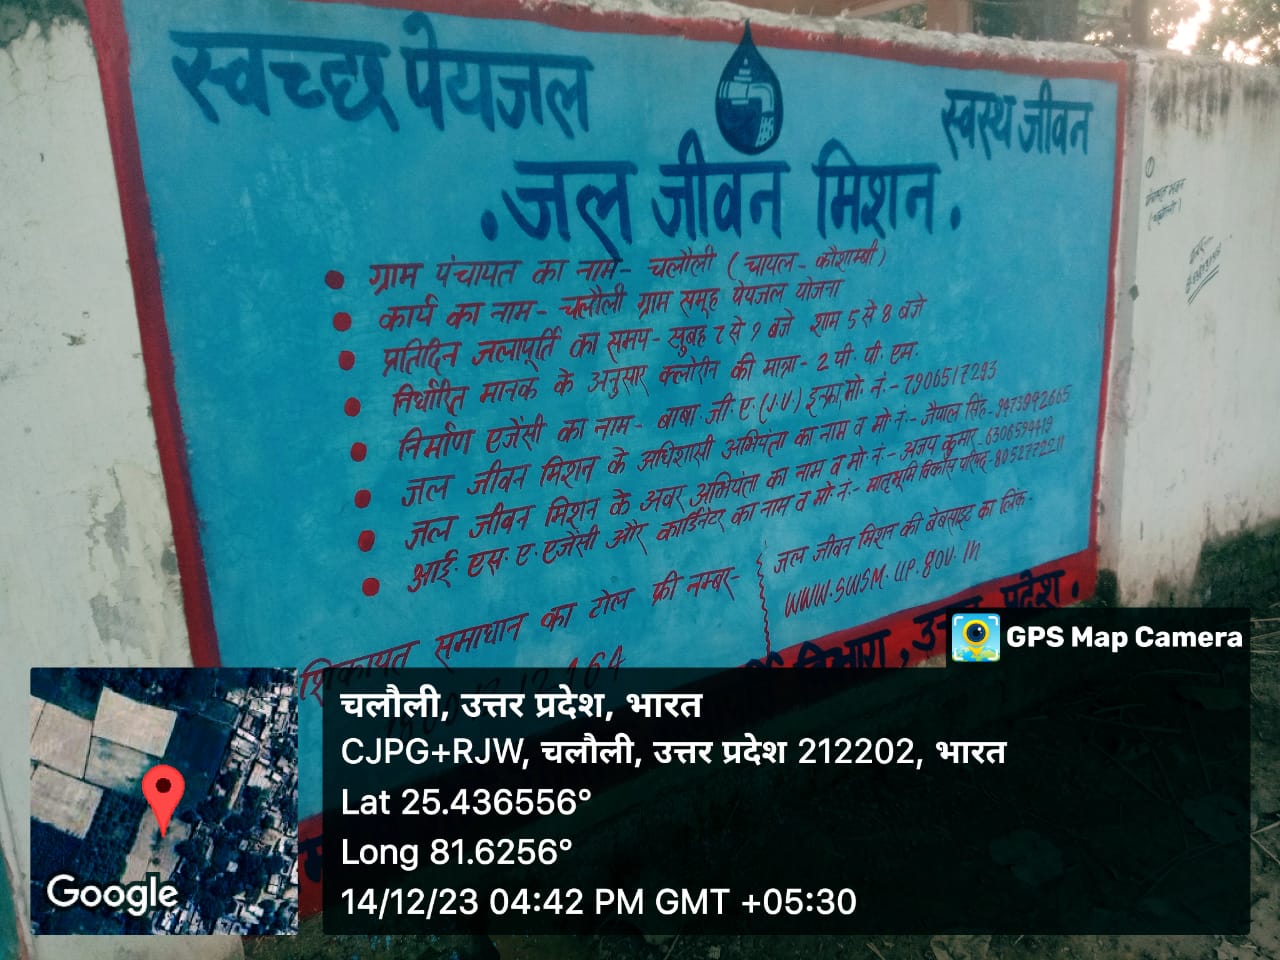 स्वच्छ पेयजल
स्वस्थ जीवन
. जल जीवन मिशन .
• ग्राम पंचायत का नाम - चलौली ( चायल - कौशाम्बी )
• कार्य का नाम - चलौली ग्राम समूह पेयजल योजना
• प्रतिदिन जलापूर्ति का समय - सुबह 7 से 9 बजे शाम 5 से 8 बजे
• निर्धारित मानक के अनुसार क्लोरीन की मात्रा - 2 पी. पी. एम.
• निर्माण एजेंसी का नाम - बाबा जी ए. (J.V.) इन्फ्रा मो. नं. - 7906517293
• जल जीवन मिशन के अधिशासी अभियंता का नाम व मो. नं. - जैपाल सिंह - 9473942665
• जल जीवन मिशन के अवर अभियंता का नाम व मो. नं. - अजय कुमार - 6306594419
• आई. एस. ए. एजेंसी और कार्डिनेटर का नाम व मो. नं. - मातृभूमि विकास परिषद - 8052772211
शिकायत समाधान का टोल फ्री नम्बर -
जल जीवन मिशन की बेबसाइट का लिंक -
WWW.SWSM.UP.gov.in
विभाग, उत्तर प्रदेश.
GPS Map Camera
चलौली, उत्तर प्रदेश, भारत
CJPG+RJW, चलौली, उत्तर प्रदेश 212202, भारत
Lat 25.436556°
Long 81.6256°
14/12/23 04:42 PM GMT +05:30
Google